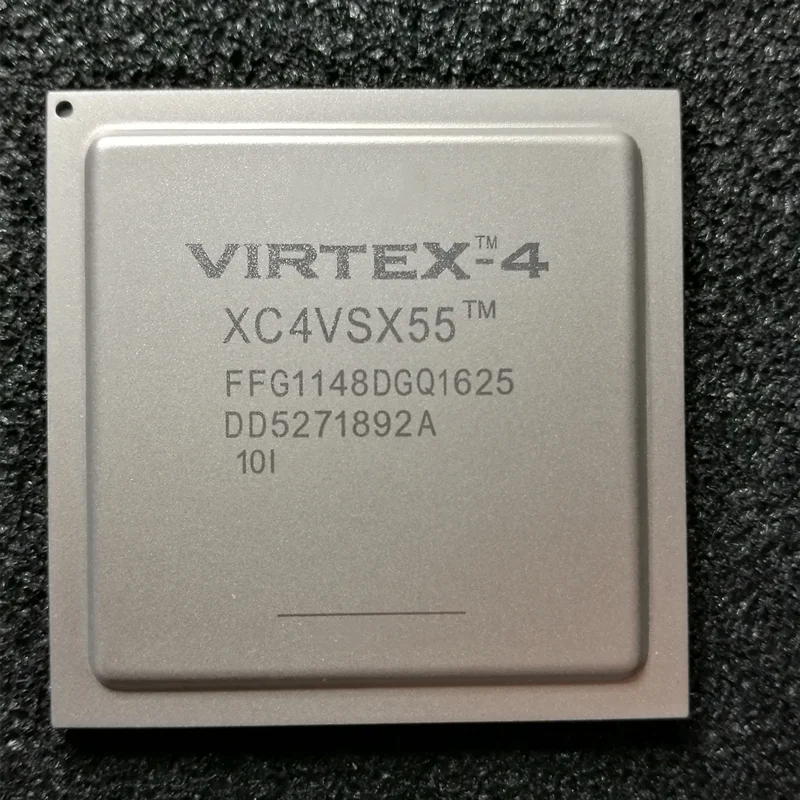 VIRTEX™-4
XC4VSX55™
FFG1148DGQ1625
DD5271892A
10I